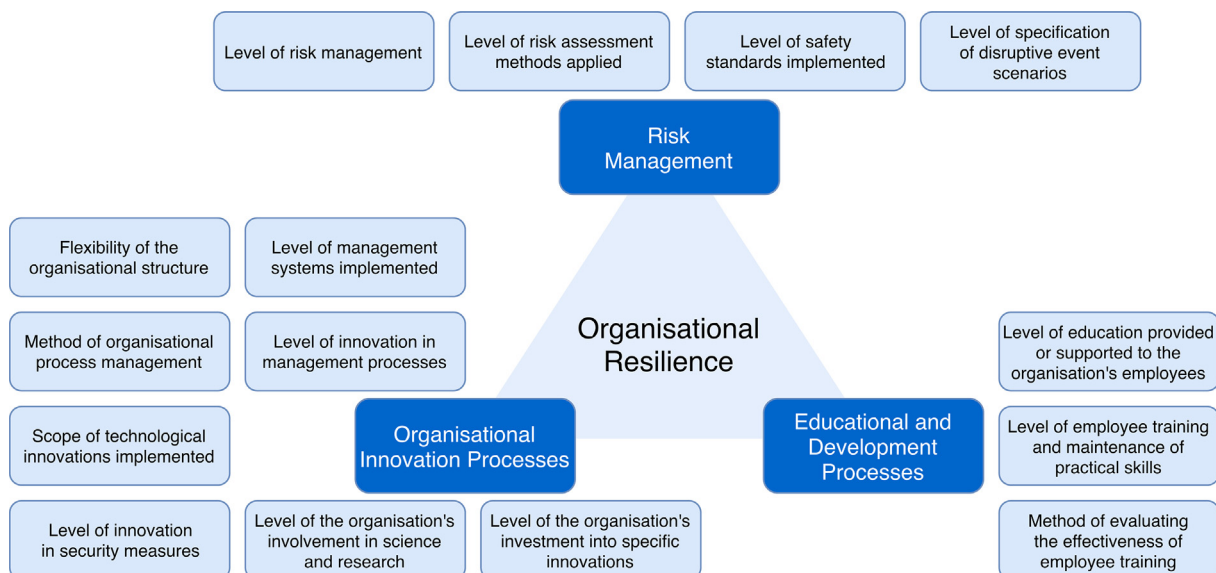 Level of risk management
Level of risk assessment
methods applied
Level of safety
standards implemented
Level of specification
of disruptive event
scenarios
Risk
Management
Flexibility of the
organisational structure
Level of management
systems implemented
Method of organisational
process management
Level of innovation in
management processes
Organisational
Resilience
Level of education provided
or supported to the
organisation's employees
Organisational
Innovation Processes
Educational and
Development
Processes
Scope of technological
innovations implemented
Level of employee training
and maintenance of
practical skills
Level of innovation
in security measures
Level of the organisation's
involvement in science
and research
Level of the organisation's
investment into specific
innovations
Method of evaluating
the effectiveness of
employee training